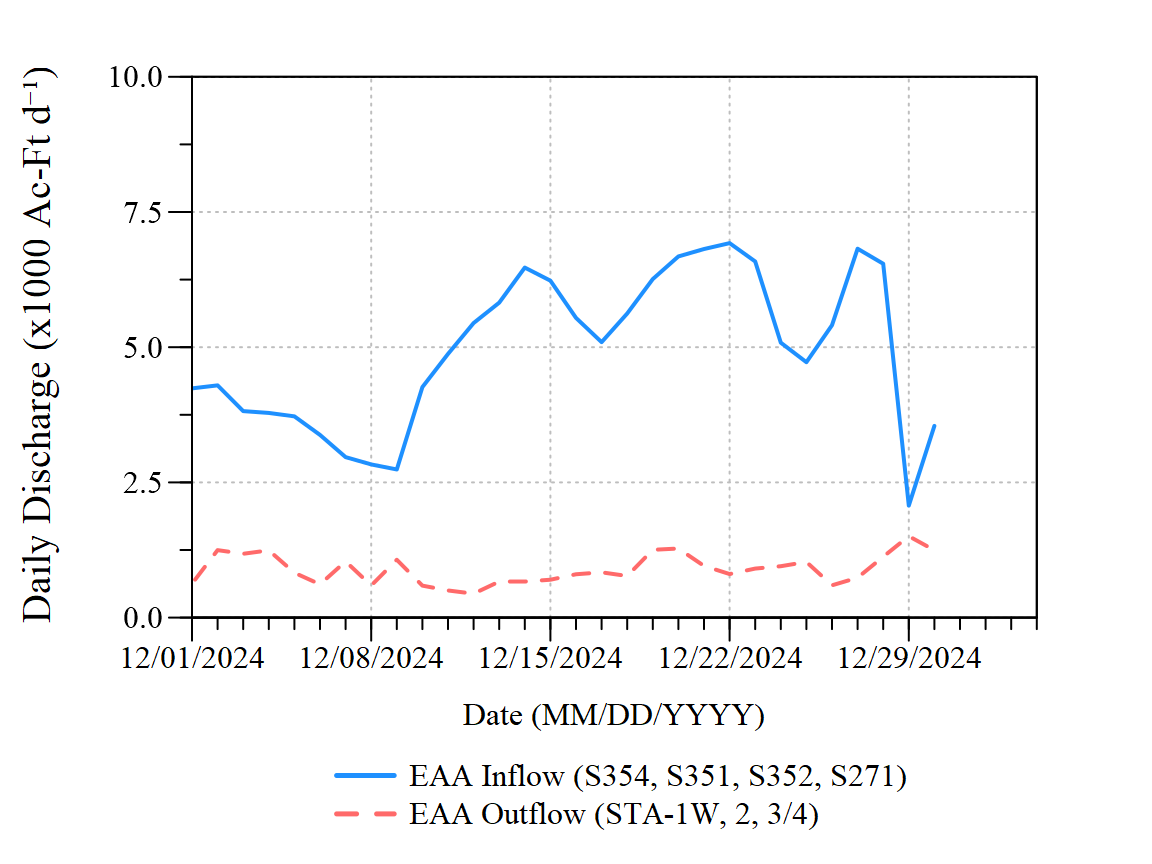 Daily Discharge (x1000 Ac-Ft d⁻¹)
10.0
7.5
5.0
2.5
0.0
12/01/2024 12/08/2024 12/15/2024 12/22/2024 12/29/2024
Date (MM/DD/YYYY)
EAA Inflow (S354, S351, S352, S271)
EAA Outflow (STA-1W, 2, 3/4)